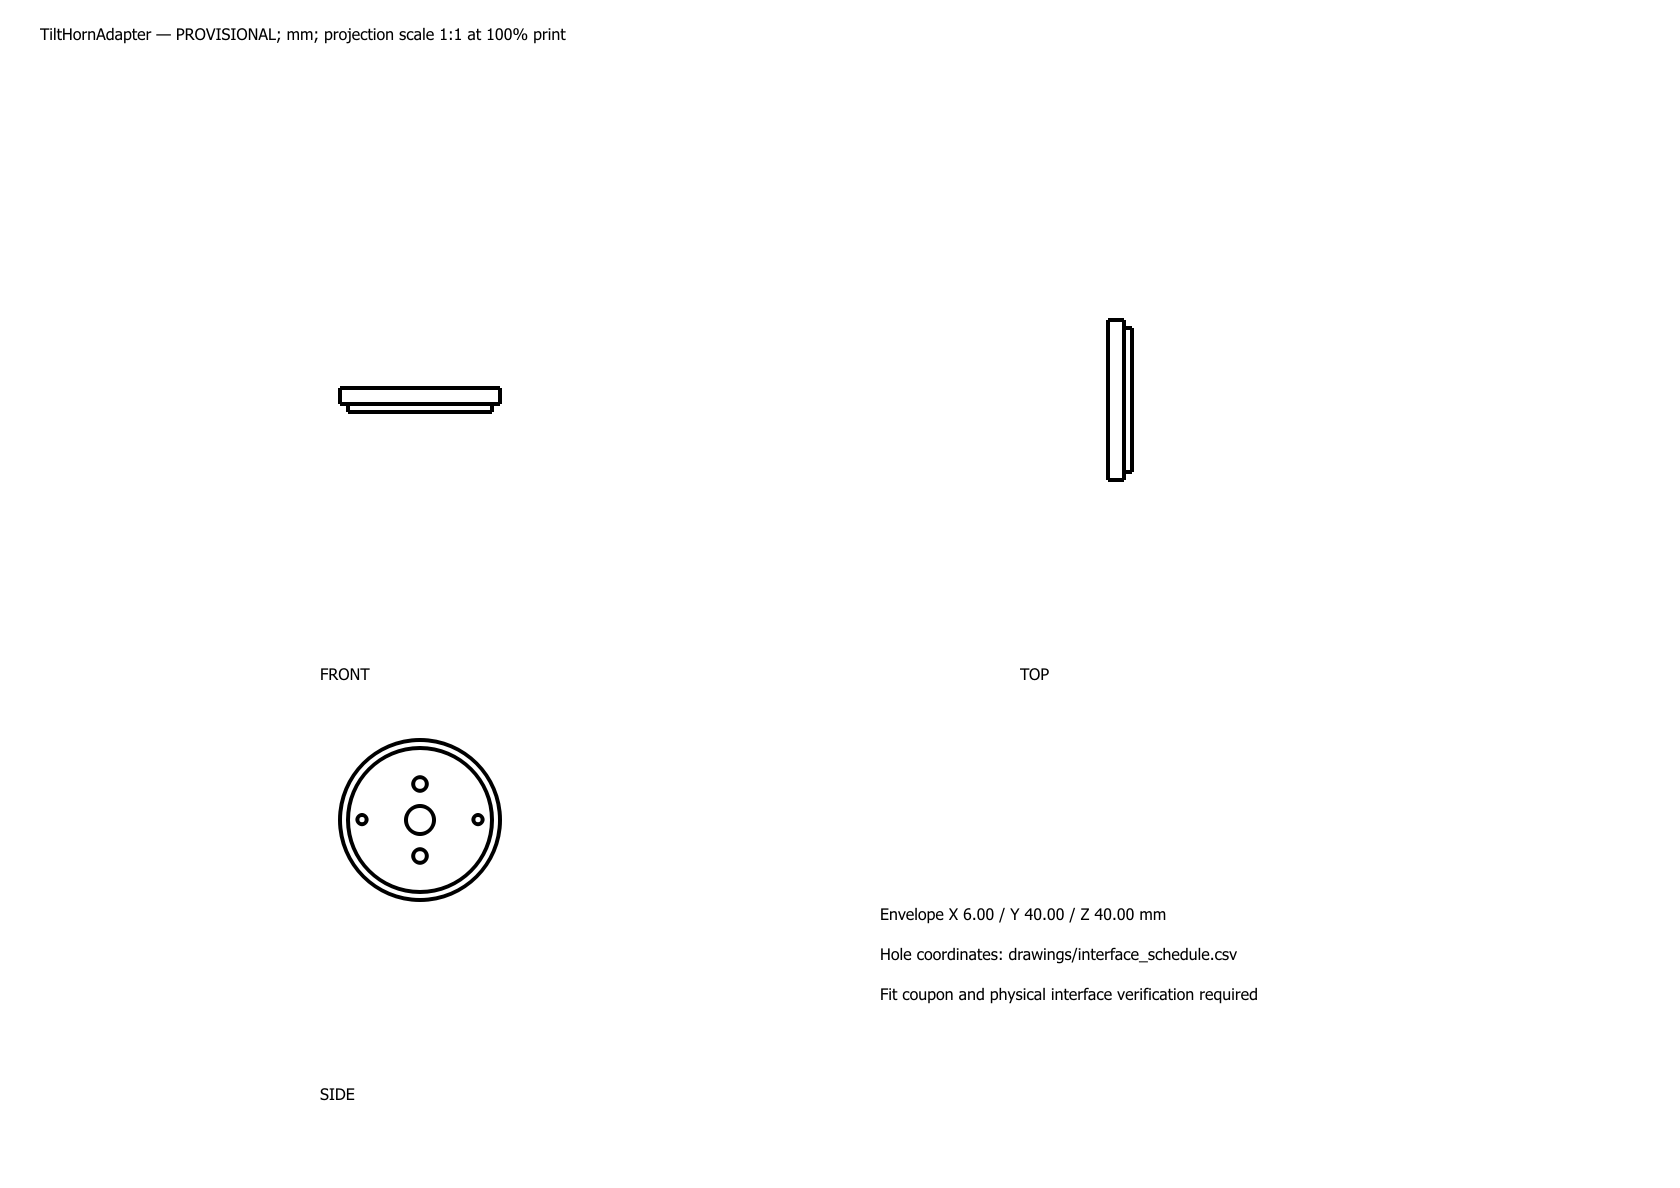 TiltHornAdapter — PROVISIONAL; mm; projection scale 1:1 at 100% print
FRONT
TOP
Envelope X 6.00 / Y 40.00 / Z 40.00 mm
Hole coordinates: drawings/interface_schedule.csv
Fit coupon and physical interface verification required
SIDE